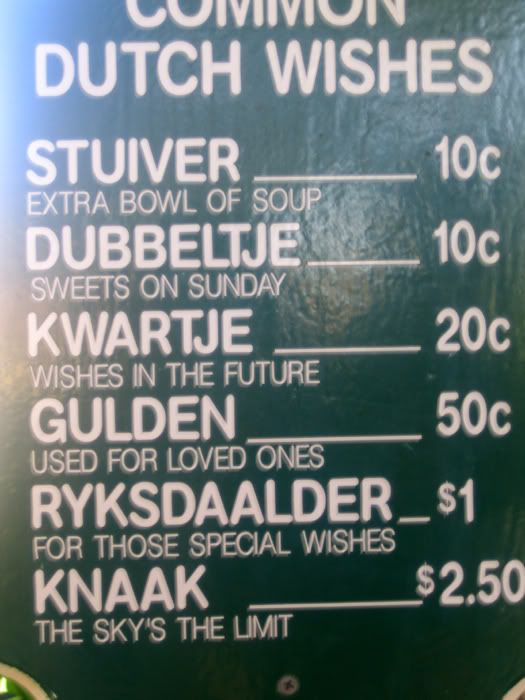 COMMON
DUTCH WISHES
STUIVER 10c
EXTRA BOWL OF SOUP
DUBBELTJE 10c
SWEETS ON SUNDAY
KWARTJE 20c
WISHES IN THE FUTURE
GULDEN 50c
USED FOR LOVED ONES
RYKSDAALDER $1
FOR THOSE SPECIAL WISHES
KNAAK $2.50
THE SKY'S THE LIMIT